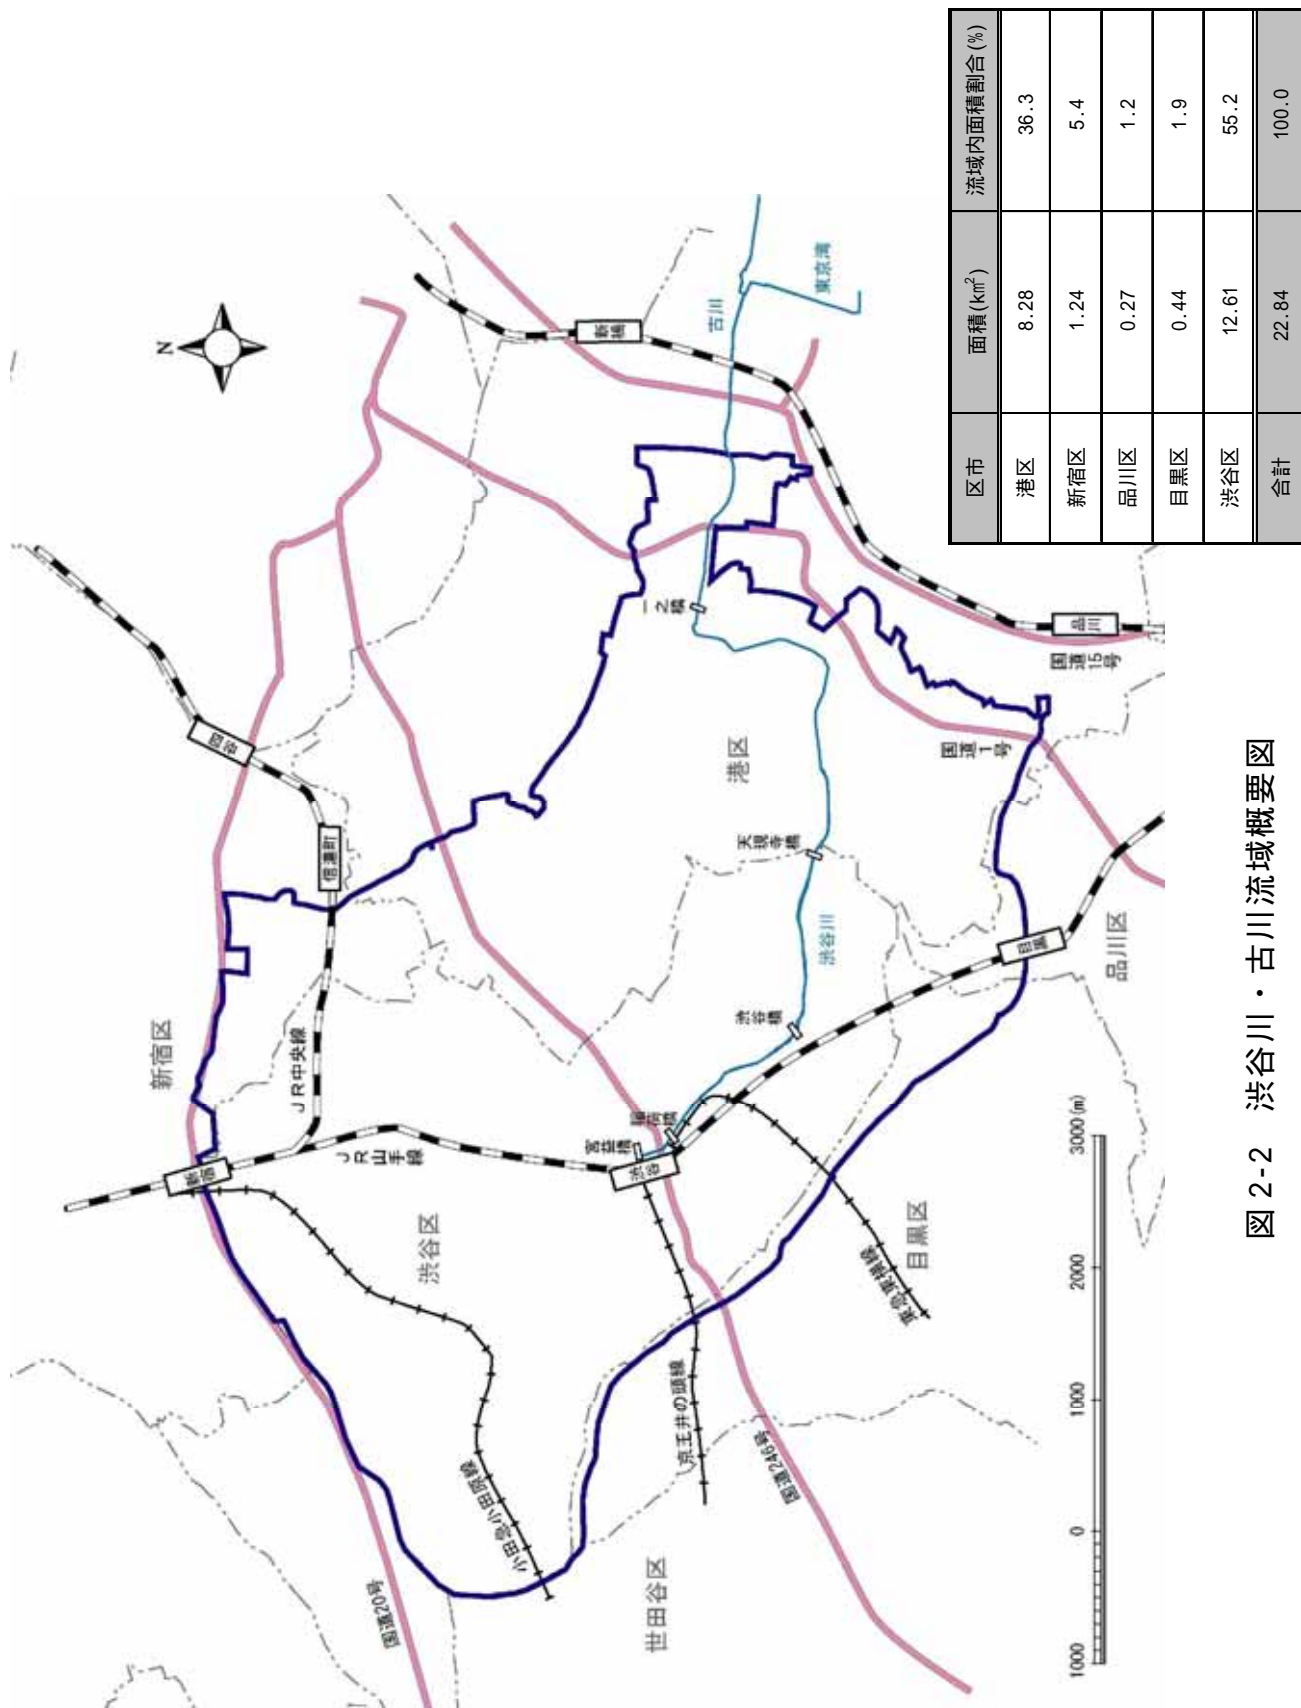 N
新宿区
新宿
四谷
信濃町
JR中央線
JR山手線
国道20号
渋谷区
小田急小田原線
新橋
宮益橋
渋谷
稲荷橋
渋谷橋
渋谷川
天現寺橋
港区
一之橋
古川
東京湾
京王井の頭線
国道246号
東急東横線
目黒区
世田谷区
目黒
品川区
国道1号
国道15号
品川
1000 0 1000 2000 3000(m)
区市 面積(km²) 流域内面積割合(%)
港区 8.28 36.3
新宿区 1.24 5.4
品川区 0.27 1.2
目黒区 0.44 1.9
渋谷区 12.61 55.2
合計 22.84 100.0
図 2-2 渋谷川・古川流域概要図